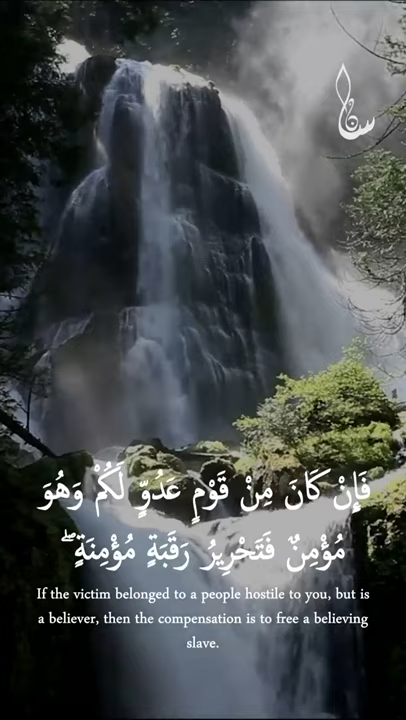 فَإِنْ كَانَ مِنْ قَوْمٍ عَدُوٍّ لَكُمْ وَهُوَ
مُؤْمِنٌ فَتَحْرِيرُ رَقَبَةٍ مُؤْمِنَةٍ ۖ
If the victim belonged to a people hostile to you, but is
a believer, then the compensation is to free a believing
slave.